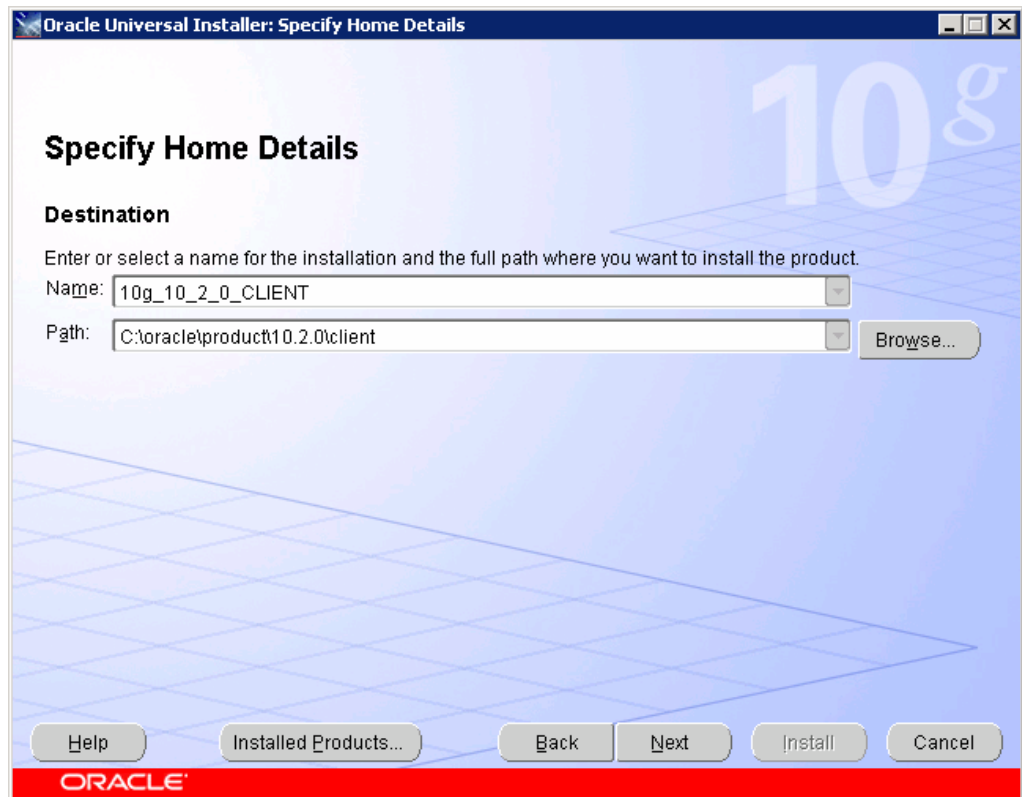 Oracle Universal Installer: Specify Home Details
10g
Specify Home Details
Destination
Enter or select a name for the installation and the full path where you want to install the product.
Name: 10g_10_2_0_CLIENT
Path: C:\oracle\product\10.2.0\client Browse...
Help Installed Products... Back Next Install Cancel
ORACLE